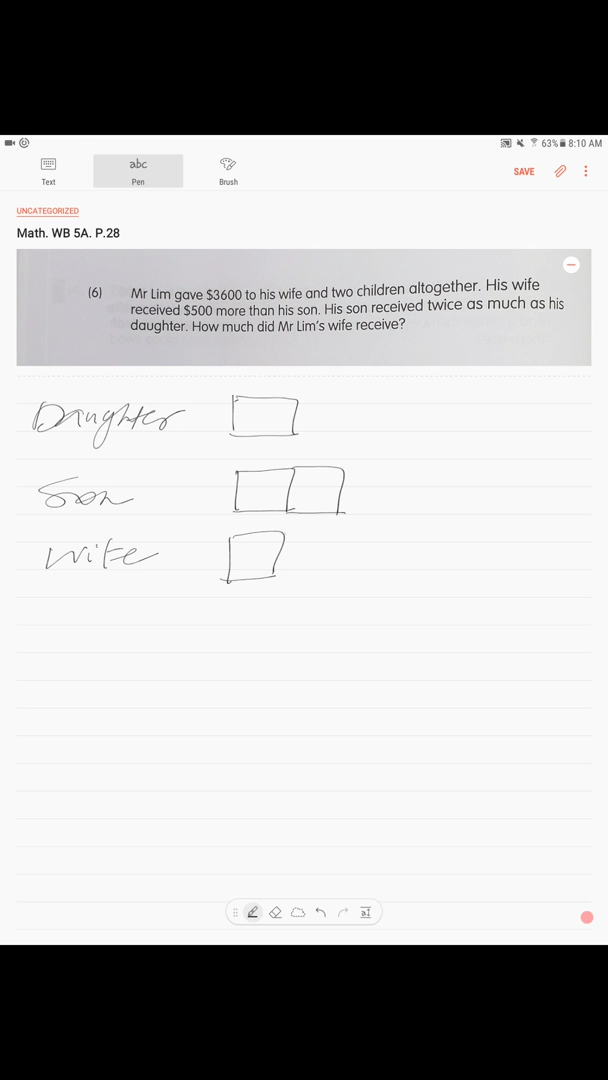 63% 8:10 AM
Text
abc
Pen
Brush
SAVE
UNCATEGORIZED
Math. WB 5A. P.28
(6) Mr Lim gave $3600 to his wife and two children altogether. His wife
received $500 more than his son. His son received twice as much as his
daughter. How much did Mr Lim's wife receive?
Daughter
Son
Wife
aI